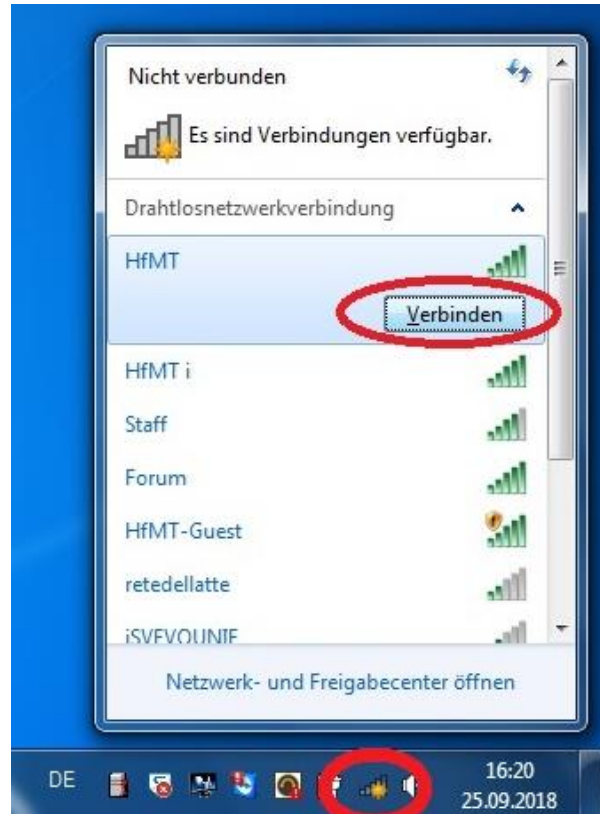 Nicht verbunden
Es sind Verbindungen verfügbar.
Drahtlosnetzwerkverbindung
HfMT
Verbinden
HfMT i
Staff
Forum
HfMT-Guest
retedellatte
iSVEVOUNIE
Netzwerk- und Freigabecenter öffnen
DE
16:20
25.09.2018